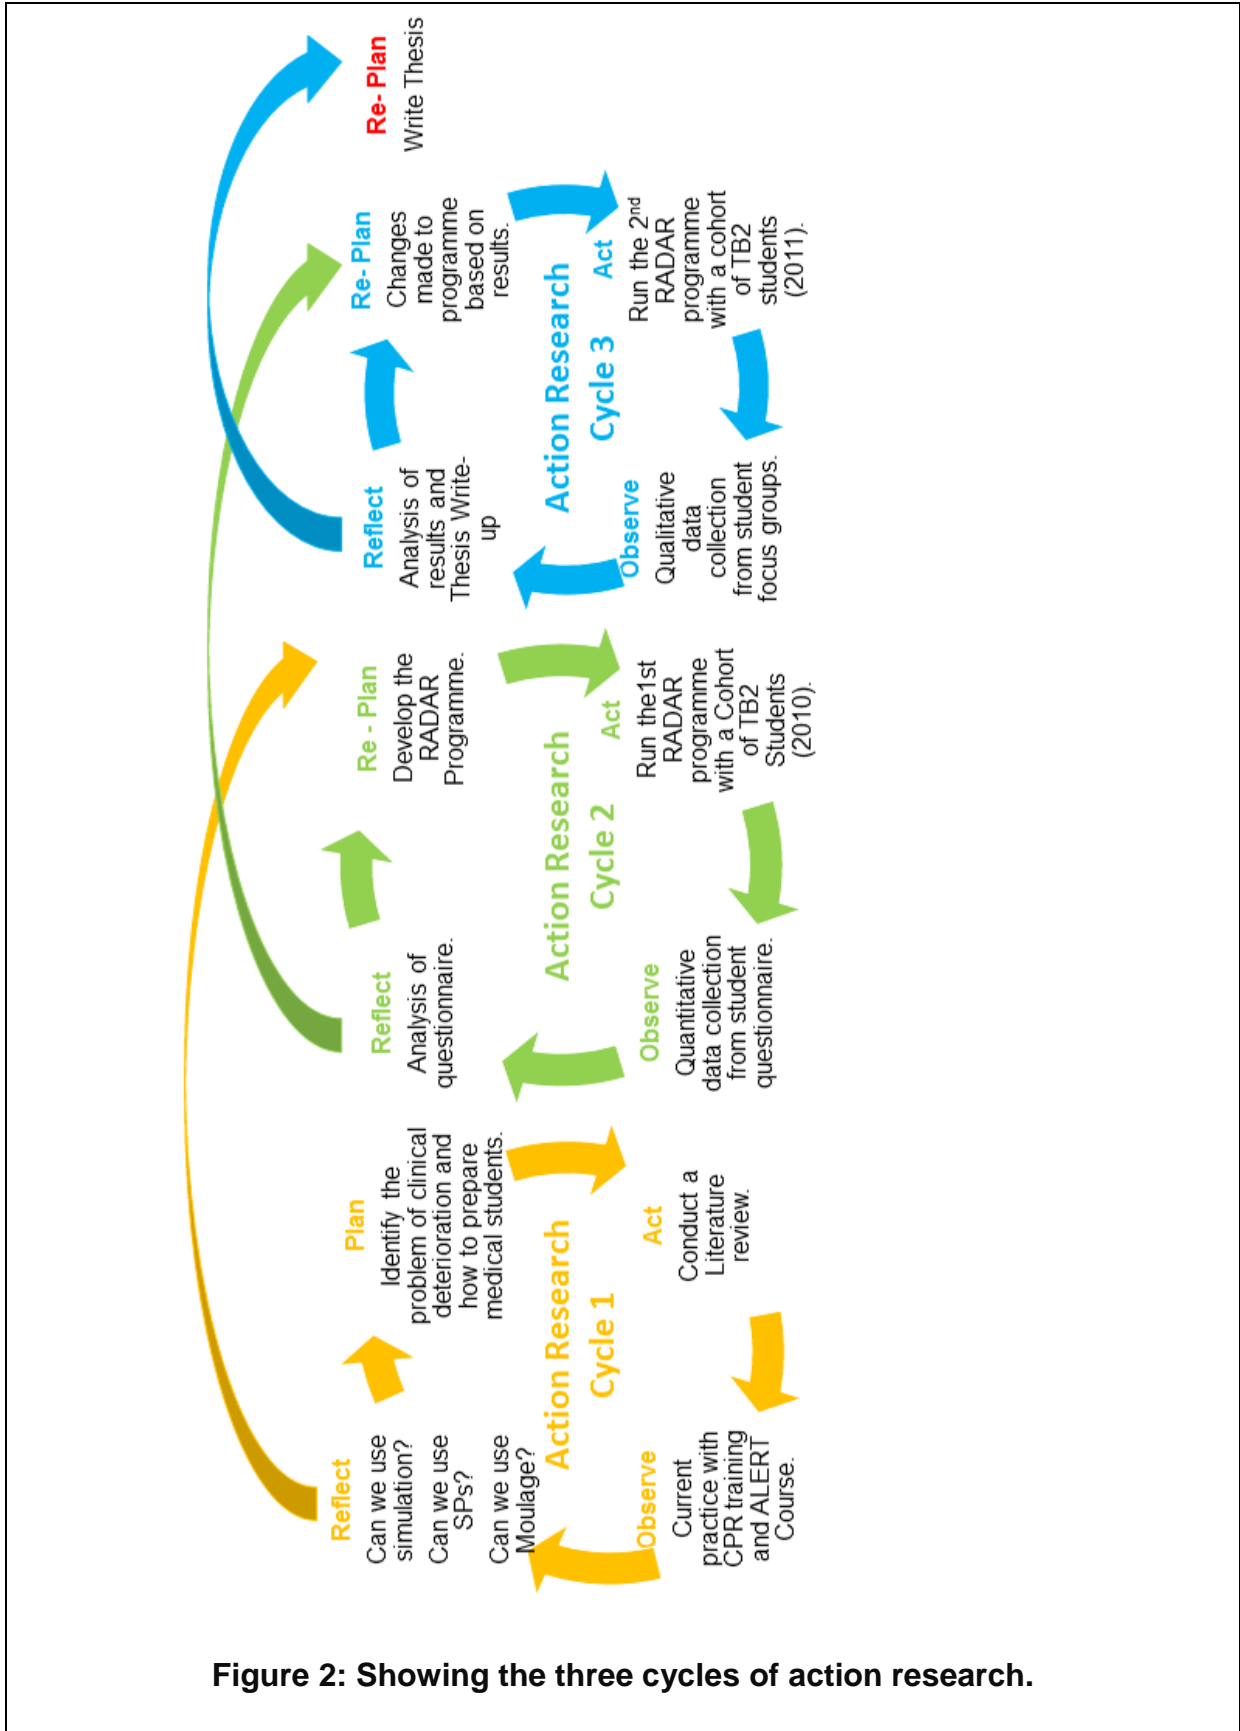 Reflect
Can we use
simulation?
Can we use
SPs?
Can we use
Moulage?
Plan
Identify the
problem of clinical
deterioration and
how to prepare
medical students.
Action Research
Cycle 1
Observe
Current
practice with
CPR training
and ALERT
Course.
Act
Conduct a
Literature
review.
Reflect
Analysis of
questionnaire.
Re - Plan
Develop the
RADAR
Programme.
Action Research
Cycle 2
Observe
Quantitative
data collection
from student
questionnaire.
Act
Run the1st
RADAR
programme
with a Cohort
of TB2
Students
(2010).
Reflect
Analysis of
results and
Thesis Write-
up
Re- Plan
Changes
made to
programme
based on
results.
Action Research
Cycle 3
Observe
Qualitative
data
collection
from student
focus groups.
Act
Run the 2nd
RADAR
programme
with a cohort
of TB2
students
(2011).
Re- Plan
Write Thesis
Figure 2: Showing the three cycles of action research.